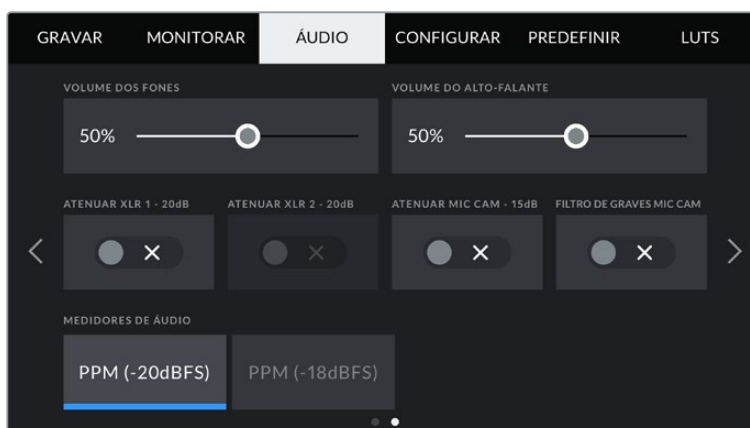 GRAVAR MONITORAR ÁUDIO CONFIGURAR PREDEFINIR LUTS
VOLUME DOS FONES VOLUME DO ALTO-FALANTE
50% 50%
ATENUAR XLR 1 - 20dB ATENUAR XLR 2 - 20dB ATENUAR MIC CAM - 15dB FILTRO DE GRAVES MIC CAM
MEDIDORES DE ÁUDIO
PPM (-20dBFS) PPM (-18dBFS)